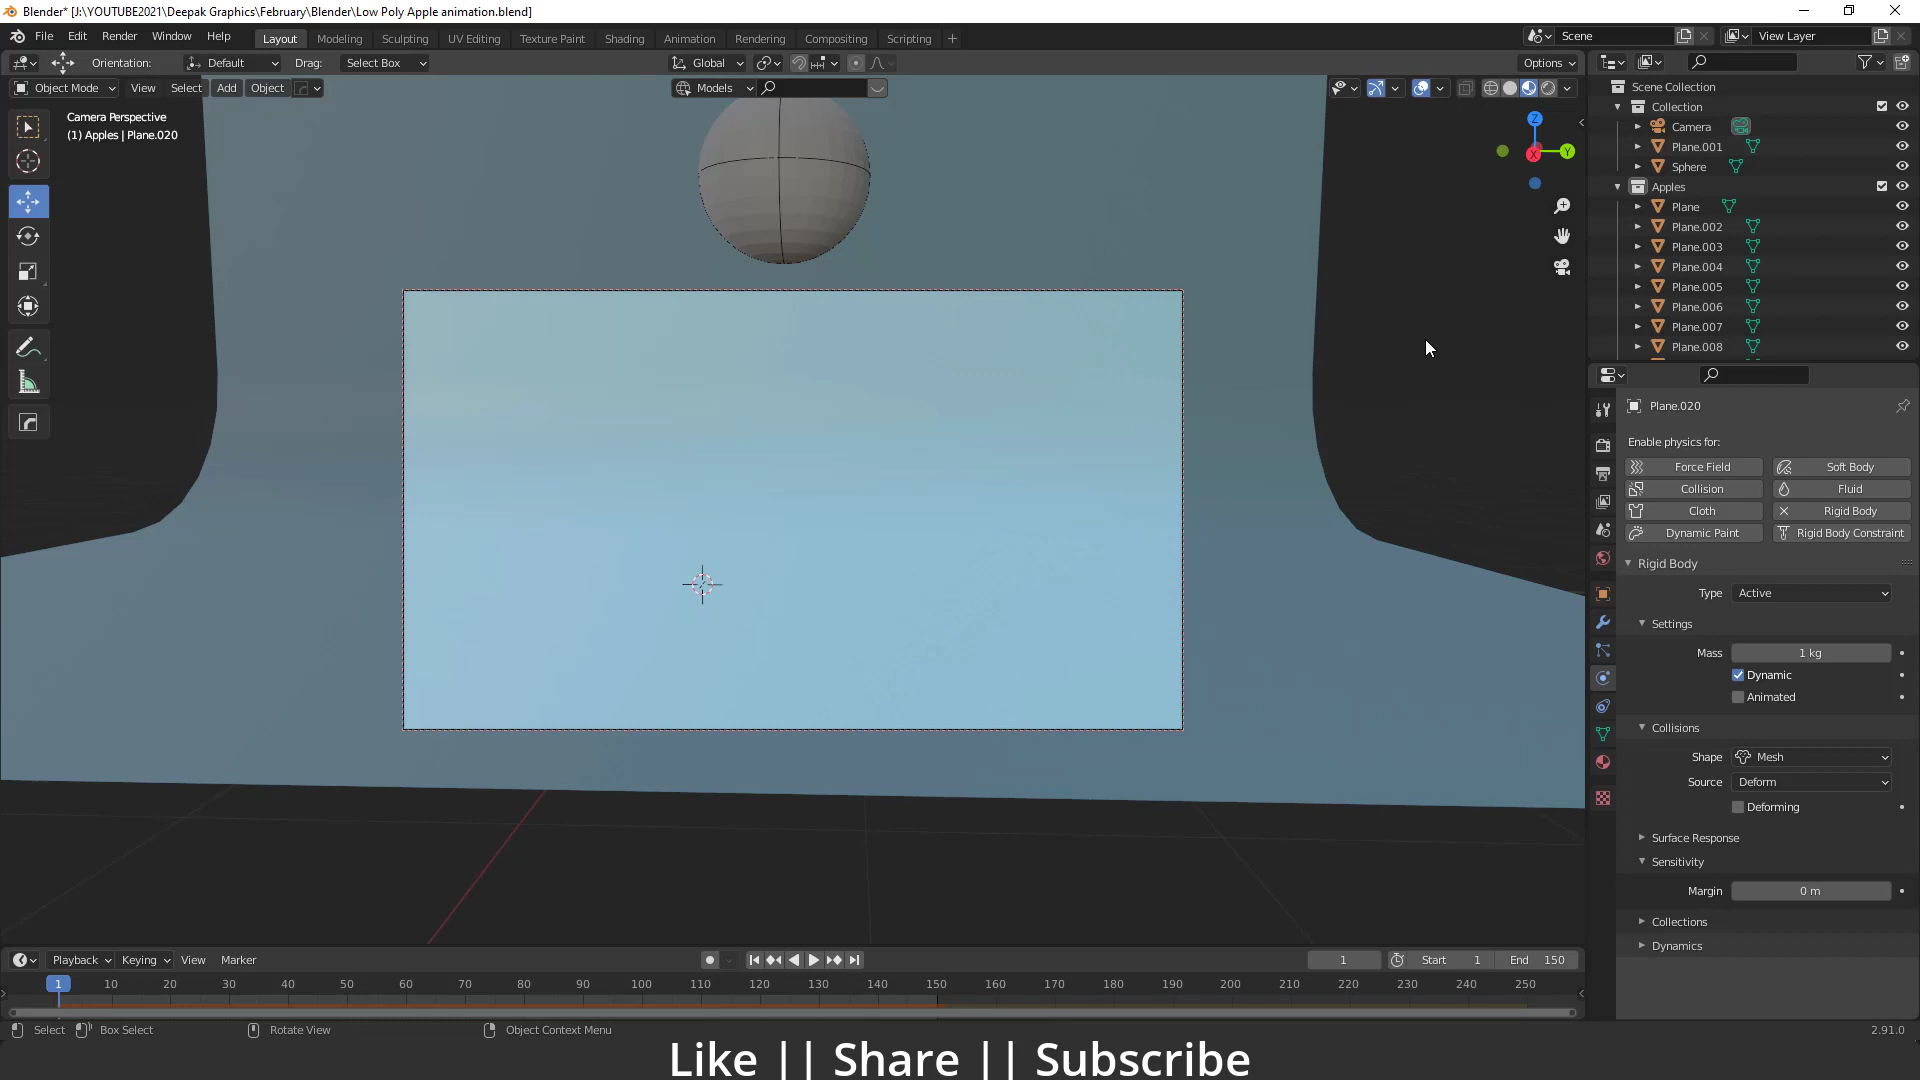 Blender* [J:\YOUTUBE2021\Deepak Graphics\February\Blender\Low Poly Apple animation.blend]
File Edit Render Window Help Layout Modeling Sculpting UV Editing Texture Paint Shading Animation Rendering Compositing Scripting + Scene View Layer
Orientation: Default Drag: Select Box Global Options
Object Mode View Select Add Object Models
Camera Perspective
(1) Apples | Plane.020
Z
X
Y
Scene Collection
Collection
Camera
Plane.001
Sphere
Apples
Plane
Plane.002
Plane.003
Plane.004
Plane.005
Plane.006
Plane.007
Plane.008
Plane.020
Enable physics for:
Force Field Soft Body
Collision Fluid
Cloth Rigid Body
Dynamic Paint Rigid Body Constraint
Rigid Body
Type Active
Settings
Mass 1 kg
Dynamic
Animated
Collisions
Shape Mesh
Source Deform
Deforming
Surface Response
Sensitivity
Margin 0 m
Collections
Dynamics
Playback Keying View Marker 1 Start 1 End 150
1 10 20 30 40 50 60 70 80 90 100 110 120 130 140 150 160 170 180 190 200 210 220 230 240 250
Select Box Select Rotate View Object Context Menu 2.91.0
Like || Share || Subscribe